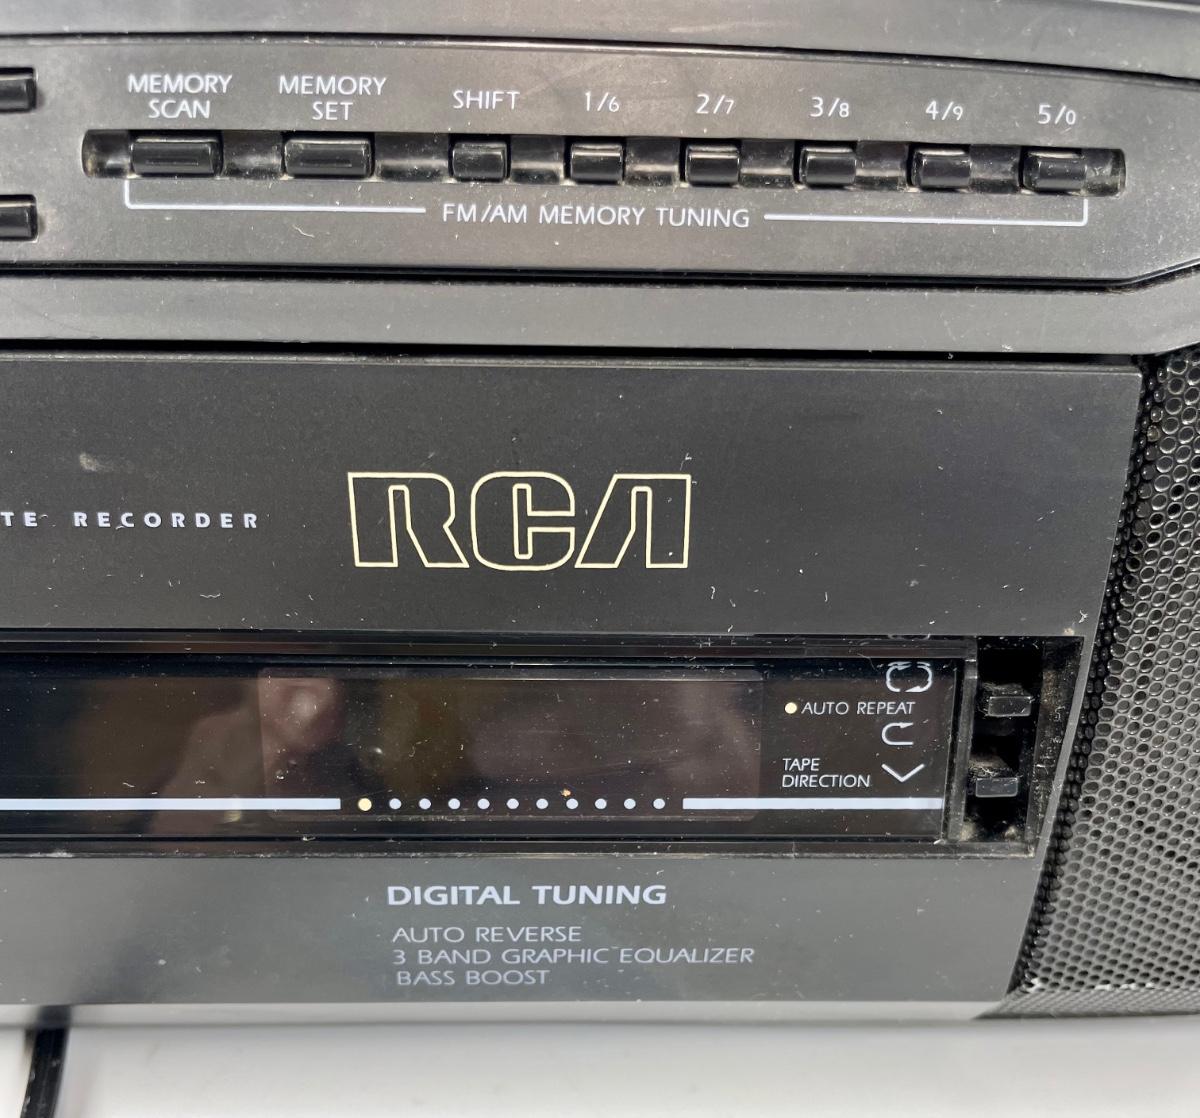 MEMORY SCAN
MEMORY SET
SHIFT
1/6
2/7
3/8
4/9
5/0
FM/AM MEMORY TUNING
TE RECORDER
RCA
AUTO REPEAT
TAPE
DIRECTION
DIGITAL TUNING
AUTO REVERSE
3 BAND GRAPHIC EQUALIZER
BASS BOOST